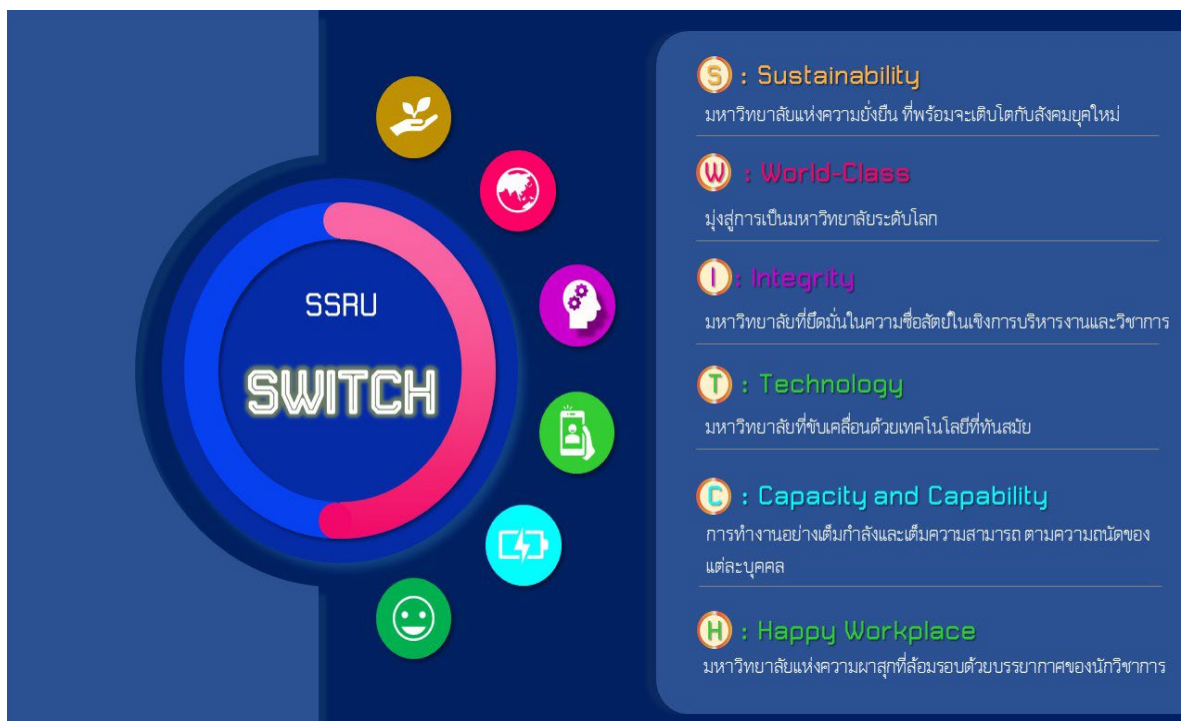 SSRU
SWITCH
S : Sustainability
มหาวิทยาลัยแห่งความยั่งยืน ที่พร้อมจะเติบโตกับสังคมยุคใหม่
W : World-Class
มุ่งสู่การเป็นมหาวิทยาลัยระดับโลก
I : Integrity
มหาวิทยาลัยที่ยึดมั่นในความซื่อสัตย์ในเชิงการบริหารงานและวิชาการ
T : Technology
มหาวิทยาลัยที่ขับเคลื่อนด้วยเทคโนโลยีที่ทันสมัย
C : Capacity and Capability
การทำงานอย่างเต็มกำลังและเต็มความสามารถ ตามความถนัดของ
แต่ละบุคคล
H : Happy Workplace
มหาวิทยาลัยแห่งความผาสุกที่ล้อมรอบด้วยบรรยากาศของนักวิชาการ